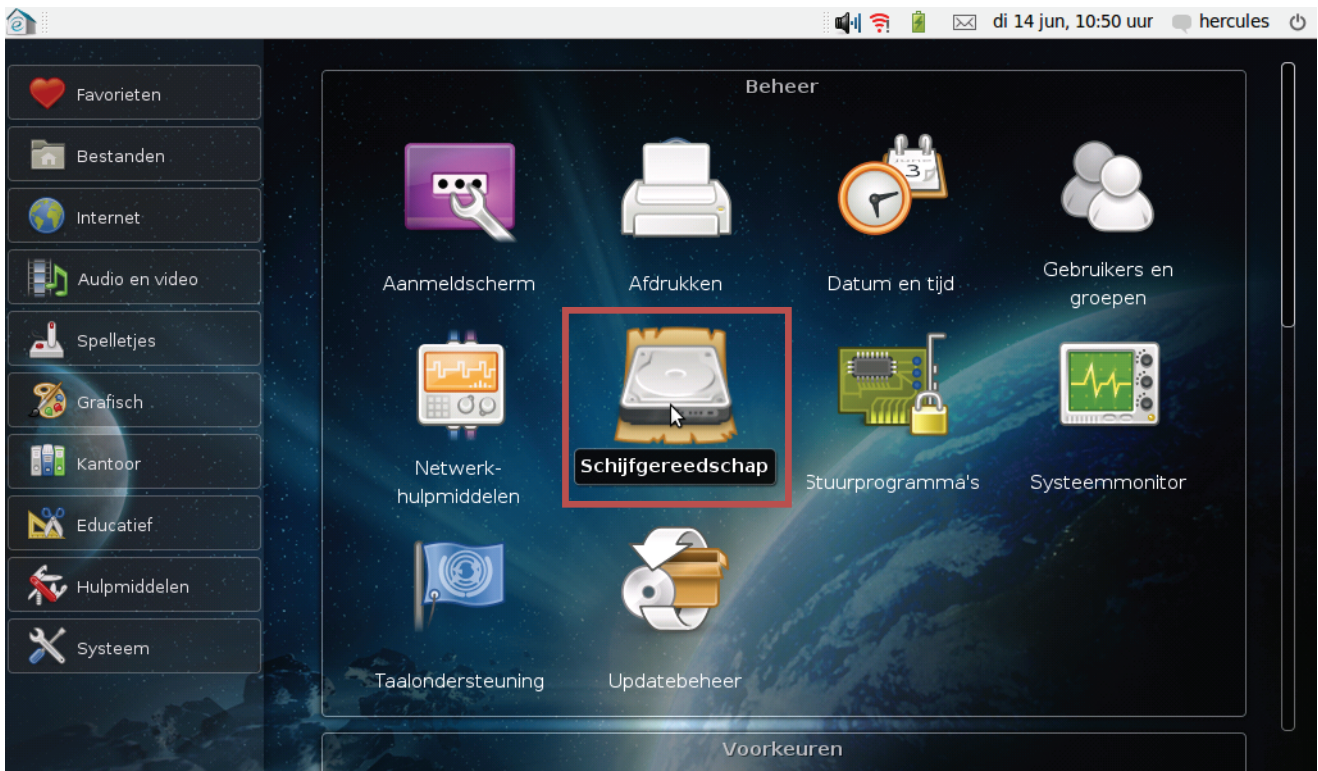 di 14 jun, 10:50 uur hercules
Favorieten
Bestanden
Internet
Audio en video
Spelletjes
Grafisch
Kantoor
Educatief
Hulpmiddelen
Systeem
Beheer
Aanmeldscherm
Afdrukken
Datum en tijd
Gebruikers en
groepen
Netwerk-
hulpmiddelen
Schijfgereedschap
Stuurprogramma's
Systeemmonitor
Taalondersteuning
Updatebeheer
Voorkeuren